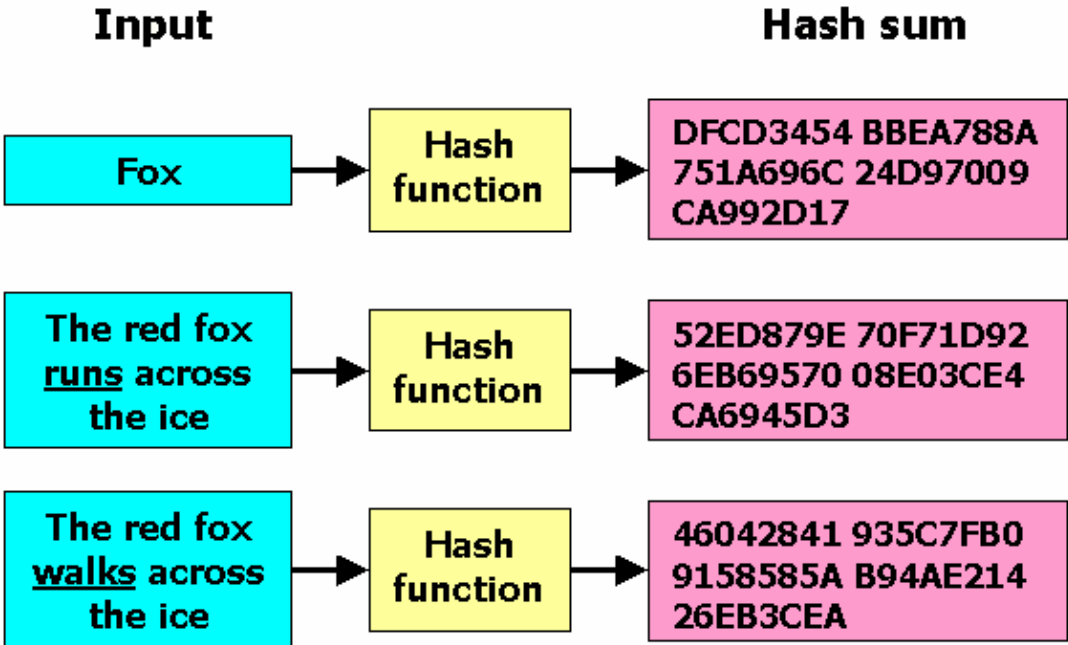 Input
Hash sum
Fox
Hash
function
DFCD3454 BBEA788A
751A696C 24D97009
CA992D17
The red fox
runs across
the ice
Hash
function
52ED879E 70F71D92
6EB69570 08E03CE4
CA6945D3
The red fox
walks across
the ice
Hash
function
46042841 935C7FB0
9158585A B94AE214
26EB3CEA